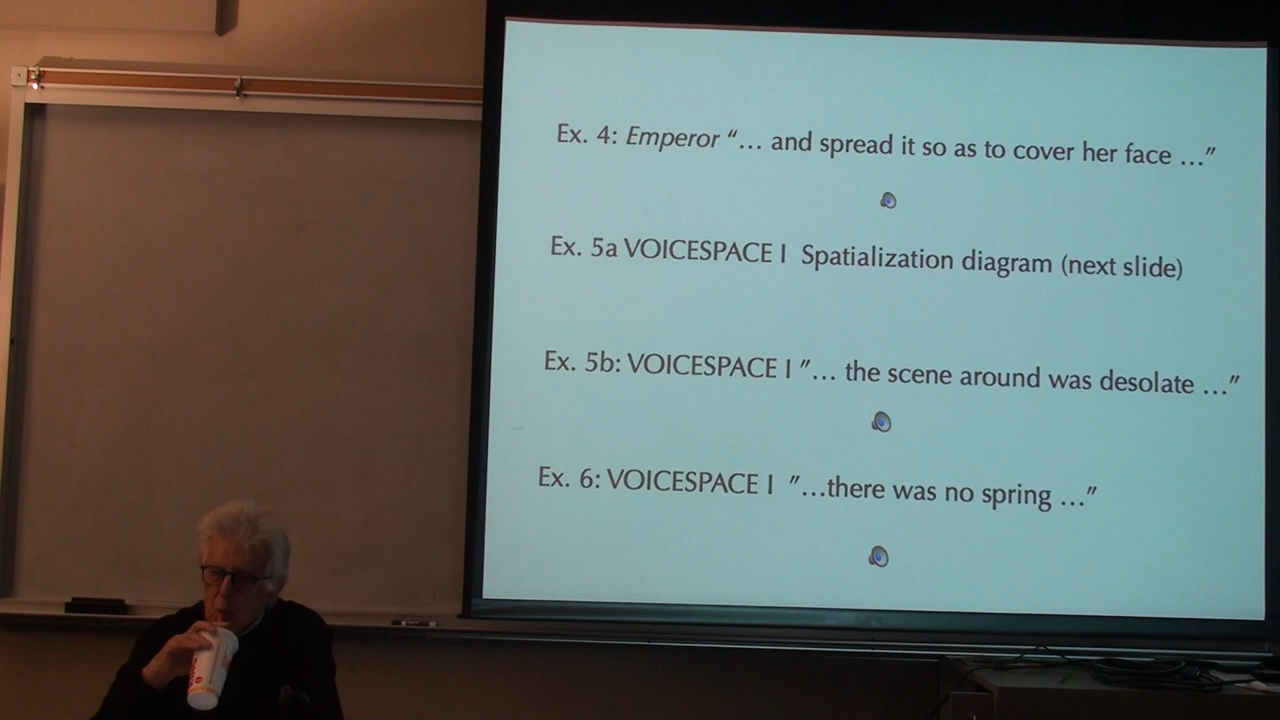 Ex. 4: Emperor “… and spread it so as to cover her face …”
Ex. 5a VOICESPACE I Spatialization diagram (next slide)
Ex. 5b: VOICESPACE I ”… the scene around was desolate …”
Ex. 6: VOICESPACE I ”…there was no spring …”